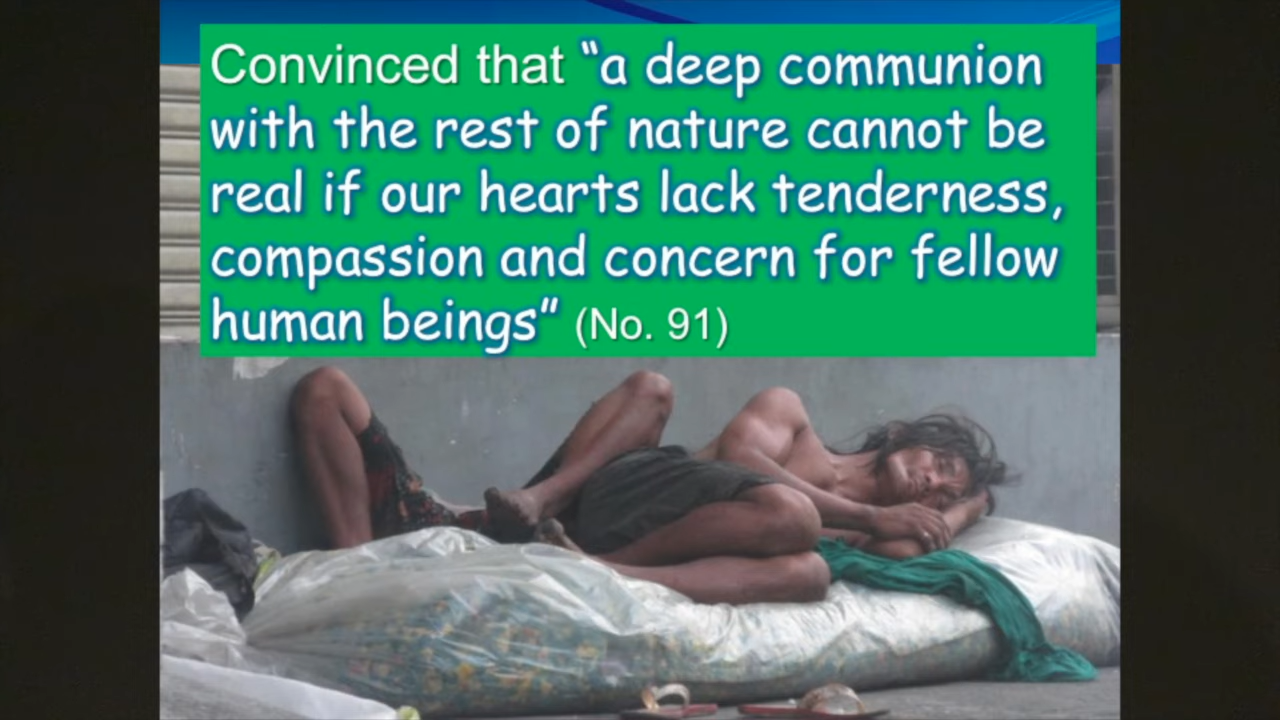 Convinced that “a deep communion
with the rest of nature cannot be
real if our hearts lack tenderness,
compassion and concern for fellow
human beings” (No. 91)